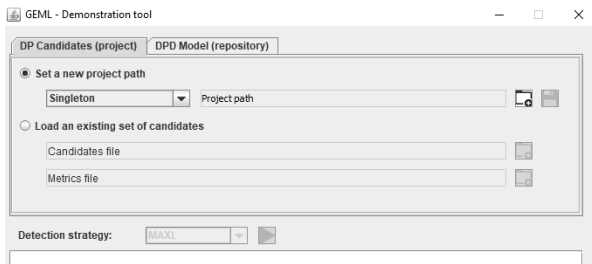 GEML - Demonstration tool
DP Candidates (project) DPD Model (repository)
Set a new project path
Singleton Project path
Load an existing set of candidates
Candidates file
Metrics file
Detection strategy: MAXL